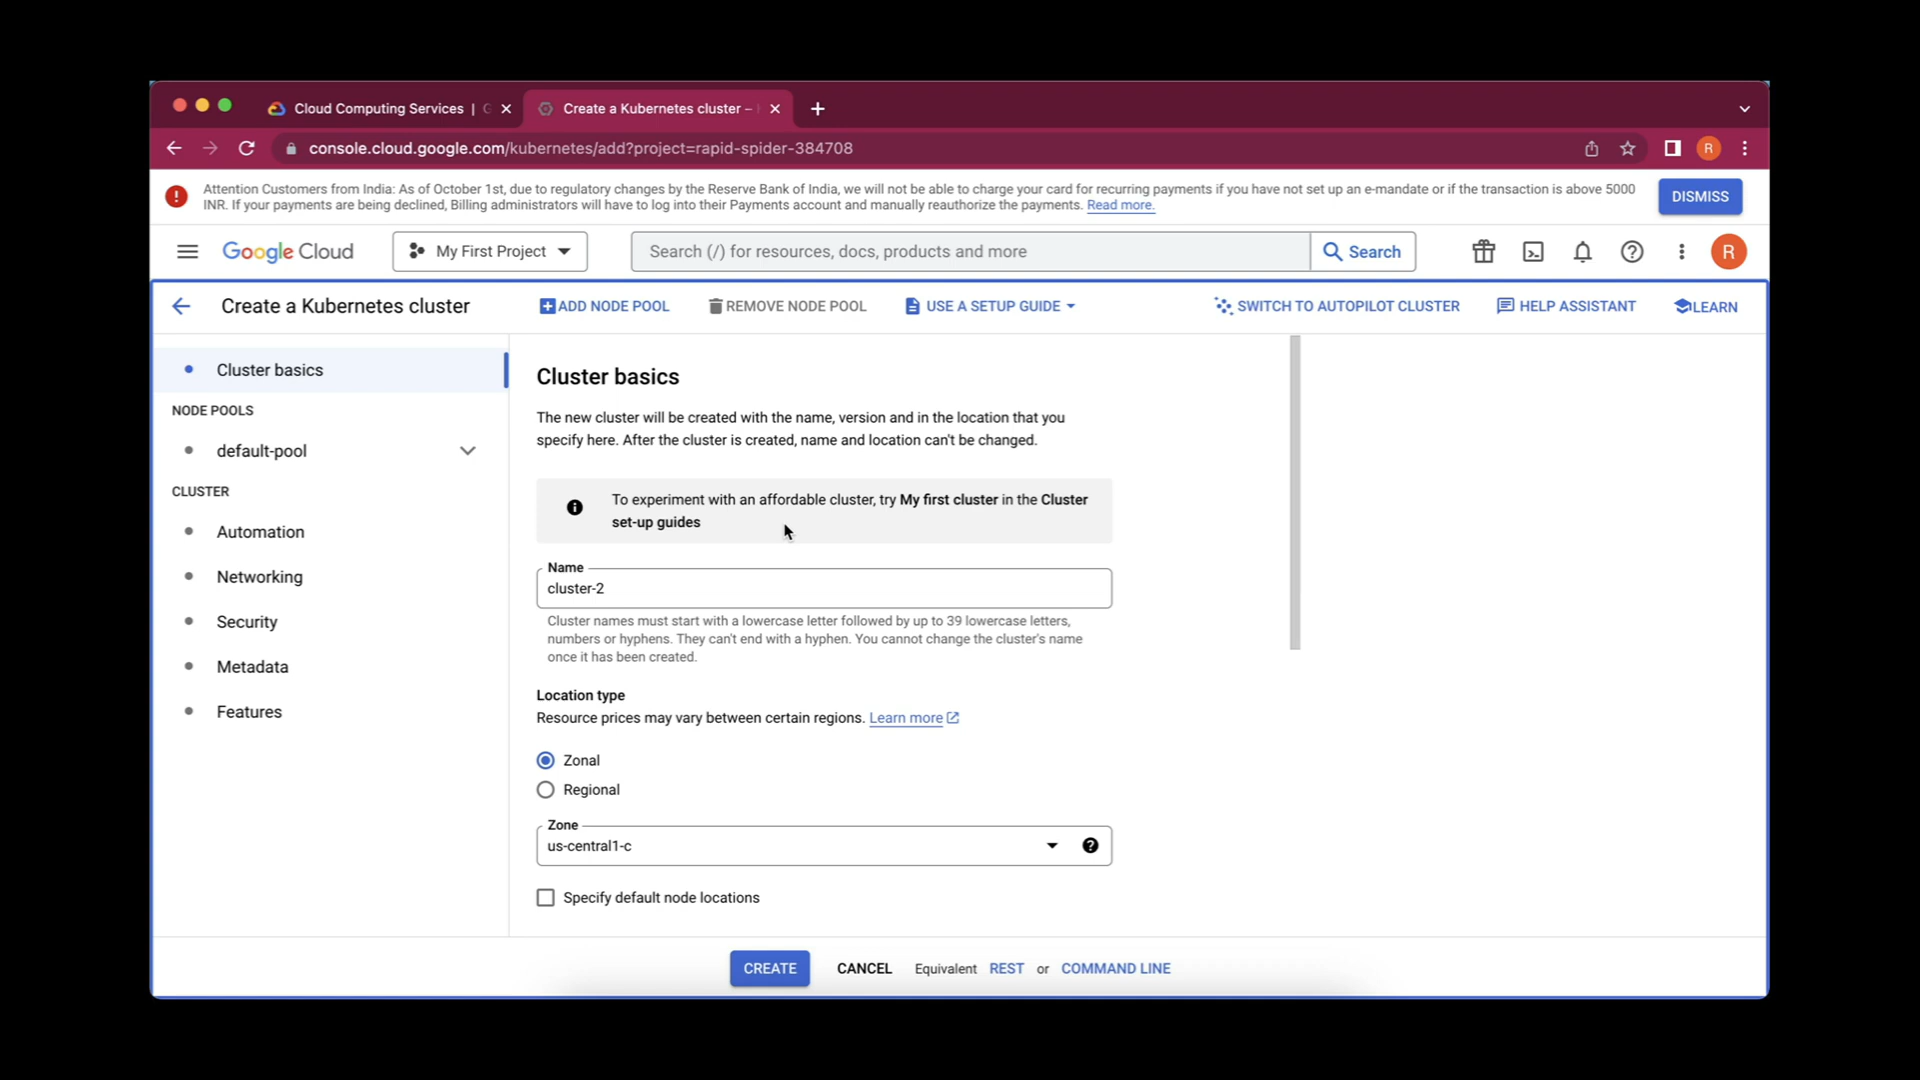 Cloud Computing Services | G
Create a Kubernetes cluster –
console.cloud.google.com/kubernetes/add?project=rapid-spider-384708
R
Attention Customers from India: As of October 1st, due to regulatory changes by the Reserve Bank of India, we will not be able to charge your card for recurring payments if you have not set up an e-mandate or if the transaction is above 5000
INR. If your payments are being declined, Billing administrators will have to log into their Payments account and manually reauthorize the payments. Read more.
DISMISS
Google Cloud
My First Project
Search (/) for resources, docs, products and more
Search
R
Create a Kubernetes cluster
ADD NODE POOL
REMOVE NODE POOL
USE A SETUP GUIDE
SWITCH TO AUTOPILOT CLUSTER
HELP ASSISTANT
LEARN
Cluster basics
NODE POOLS
default-pool
CLUSTER
Automation
Networking
Security
Metadata
Features
Cluster basics
The new cluster will be created with the name, version and in the location that you
specify here. After the cluster is created, name and location can't be changed.
To experiment with an affordable cluster, try My first cluster in the Cluster
set-up guides
Name
cluster-2
Cluster names must start with a lowercase letter followed by up to 39 lowercase letters,
numbers or hyphens. They can't end with a hyphen. You cannot change the cluster's name
once it has been created.
Location type
Resource prices may vary between certain regions. Learn more
Zonal
Regional
Zone
us-central1-c
Specify default node locations
CREATE
CANCEL
Equivalent REST or COMMAND LINE